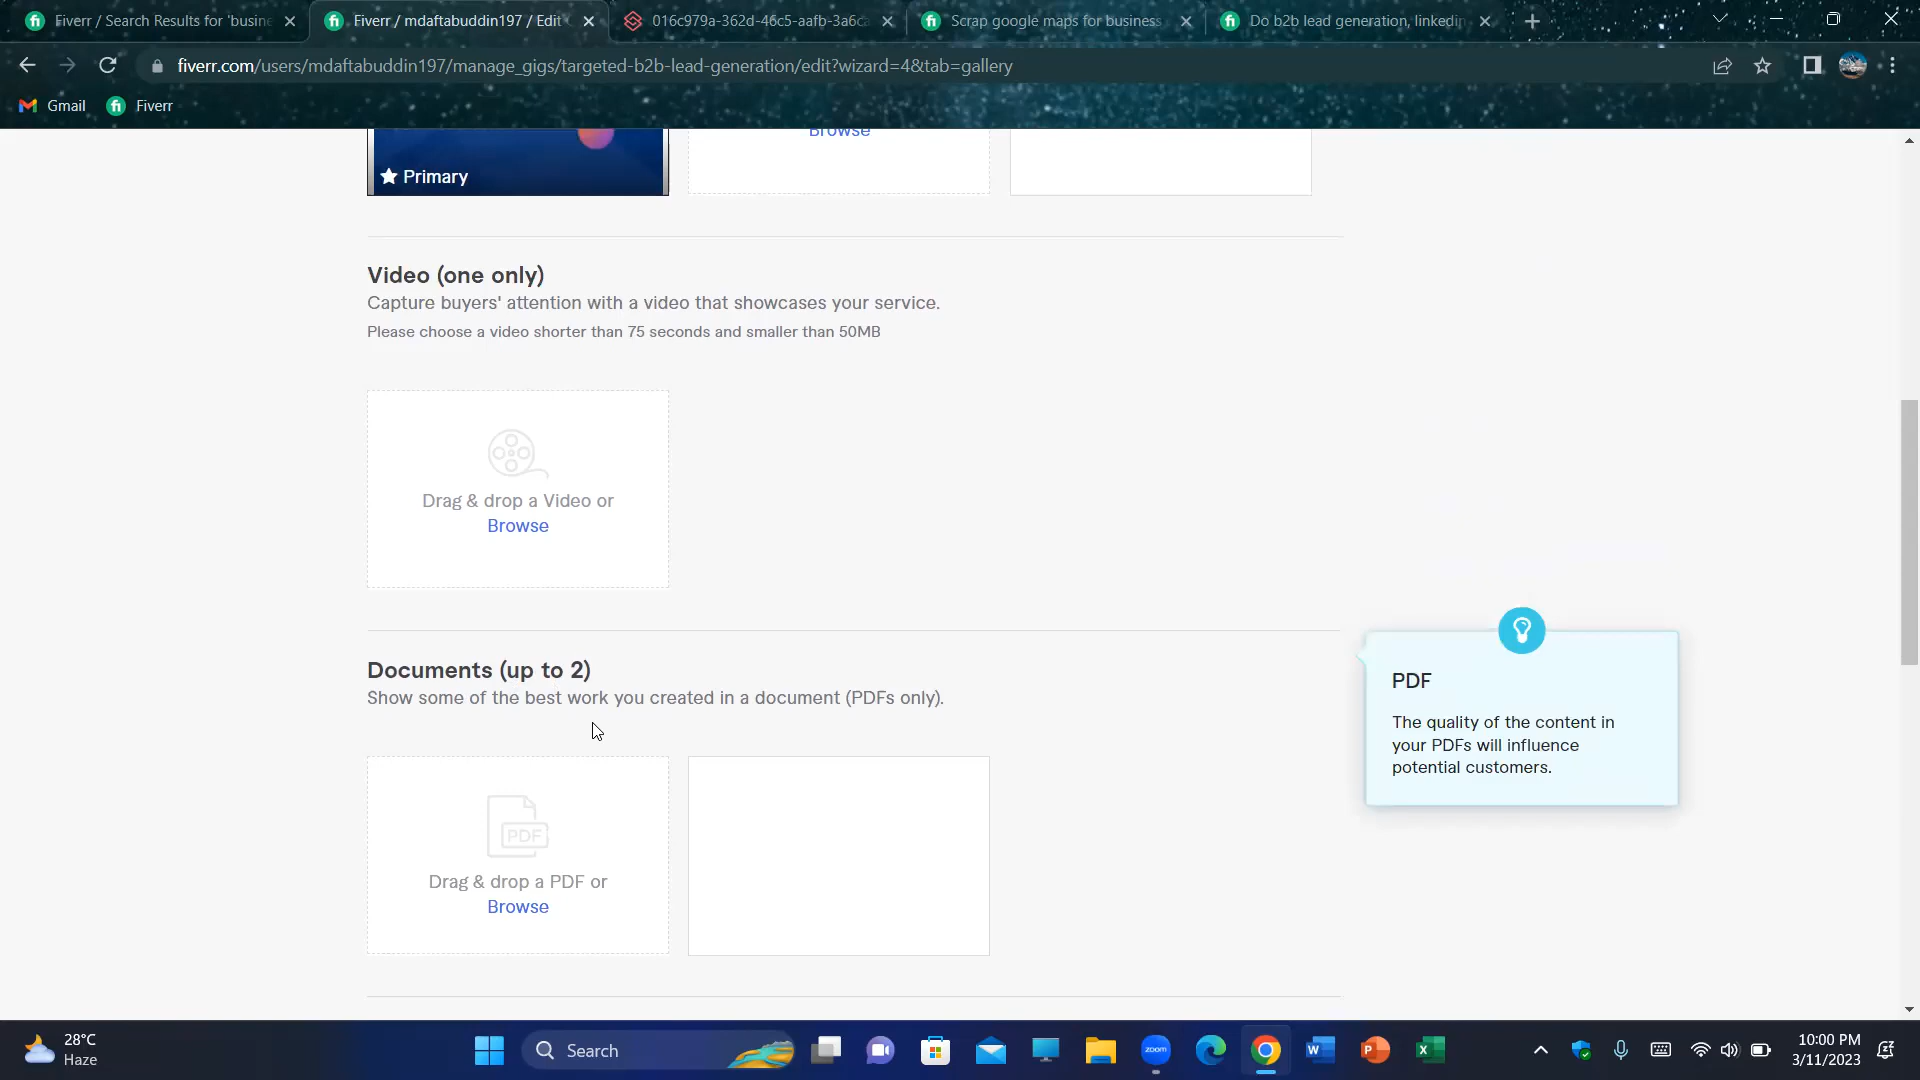 Fiverr / Search Results for 'busine
Fiverr / mdaftabuddin197 / Edit
016c979a-362d-46c5-aafb-3a6ca
Scrap google maps for business
Do b2b lead generation, linkedin
fiverr.com/users/mdaftabuddin197/manage_gigs/targeted-b2b-lead-generation/edit?wizard=4&tab=gallery
Gmail
Fiverr
Browse
Primary
Video (one only)
Capture buyers' attention with a video that showcases your service.
Please choose a video shorter than 75 seconds and smaller than 50MB
Drag & drop a Video or
Browse
Documents (up to 2)
Show some of the best work you created in a document (PDFs only).
PDF
The quality of the content in
your PDFs will influence
potential customers.
PDF
Drag & drop a PDF or
Browse
28°C
Haze
Search
zoom
10:00 PM
3/11/2023